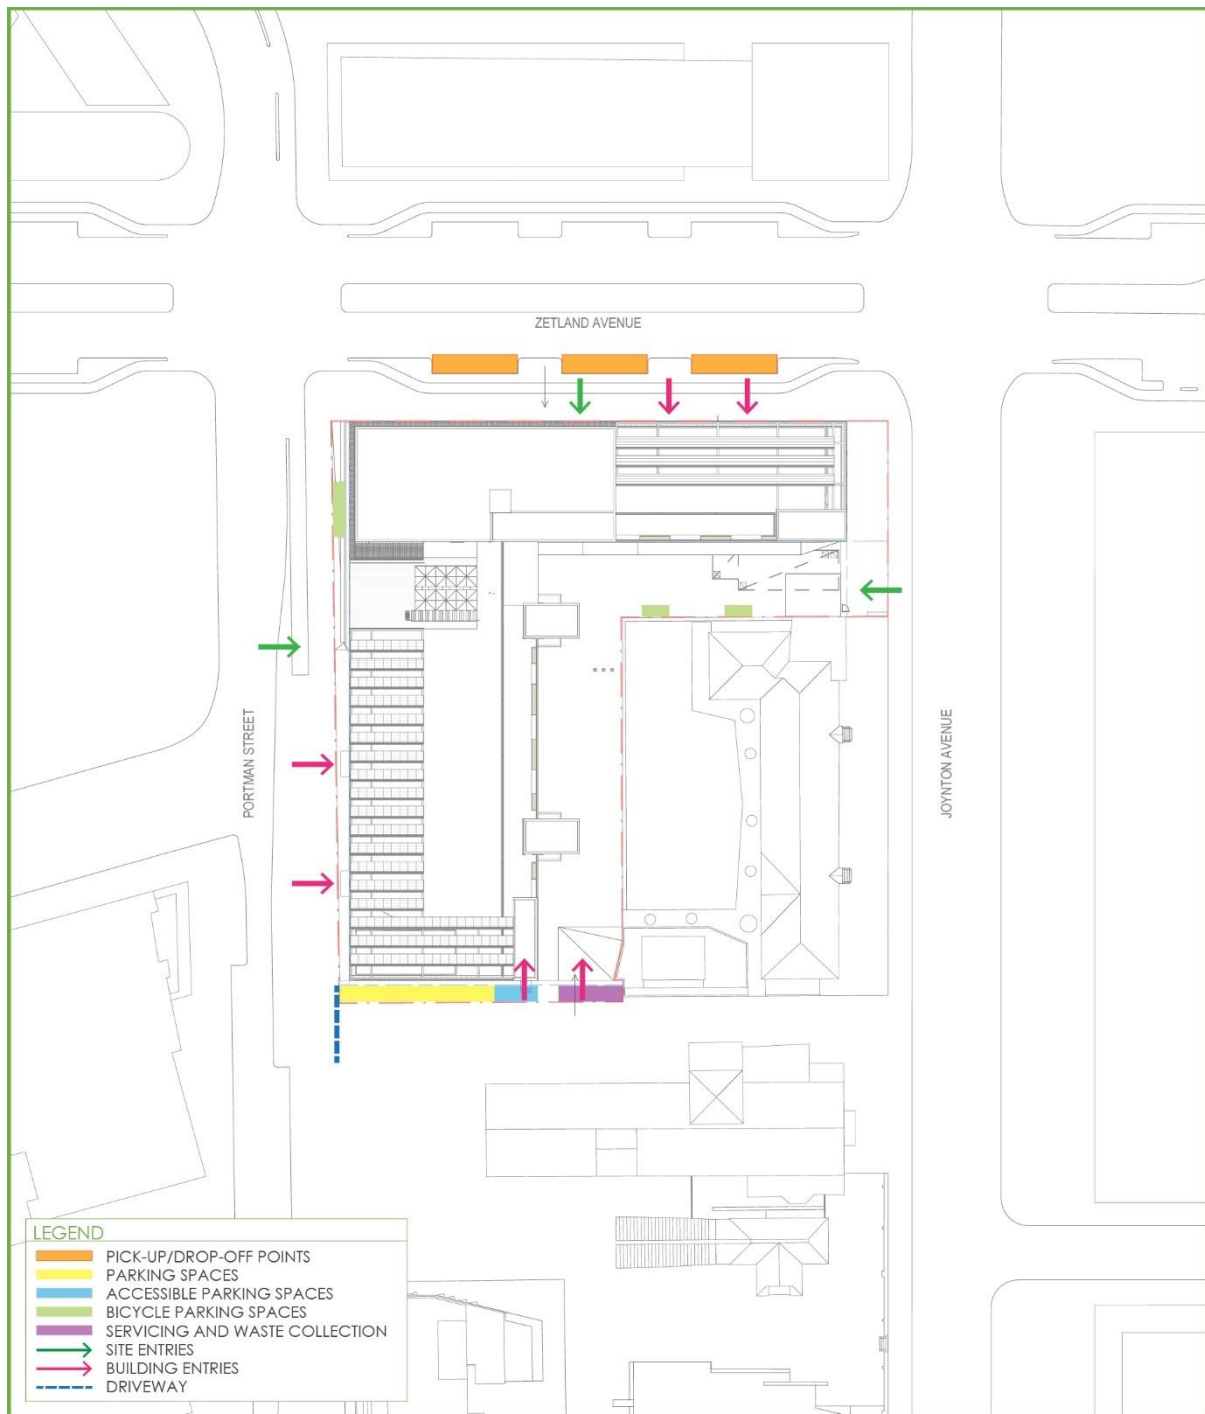 ZETLAND AVENUE
PORTMAN STREET
JOYNTON AVENUE
LEGEND
PICK-UP/DROP-OFF POINTS
PARKING SPACES
ACCESSIBLE PARKING SPACES
BICYCLE PARKING SPACES
SERVICING AND WASTE COLLECTION
SITE ENTRIES
BUILDING ENTRIES
DRIVEWAY